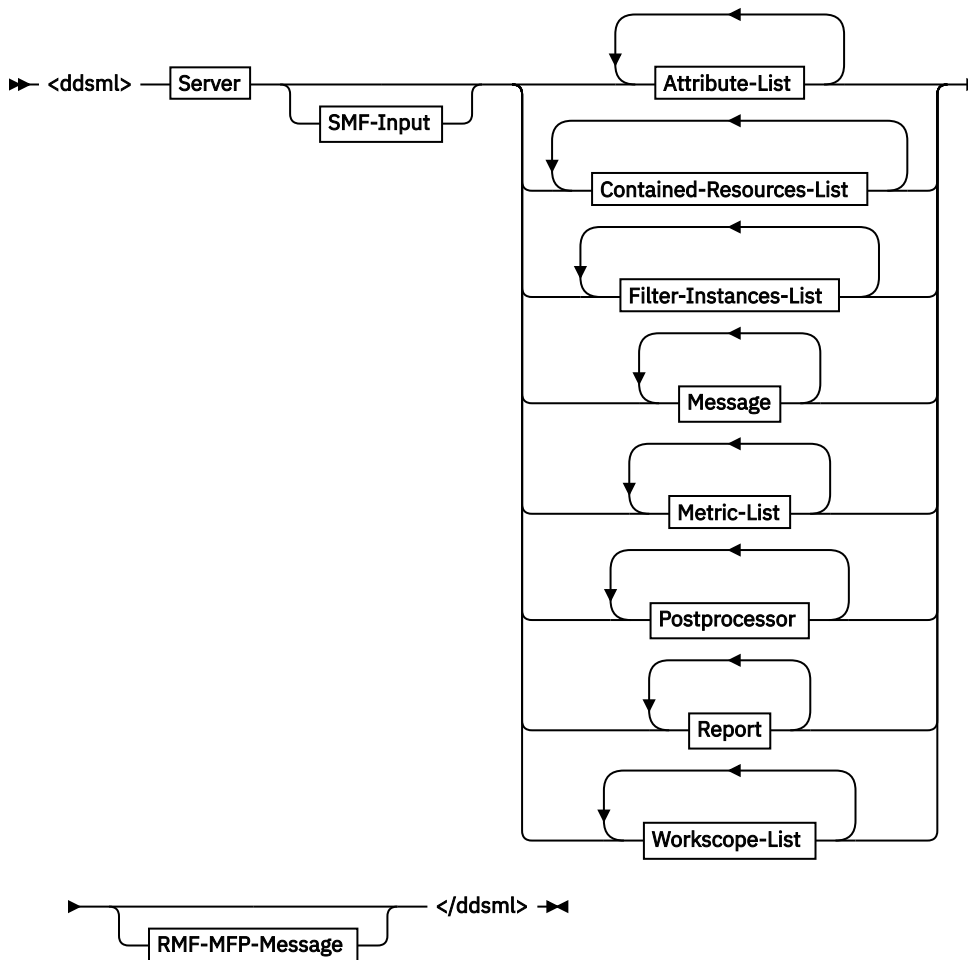 <ddsml> Server Attribute-List
SMF-Input
Contained-Resources-List
Filter-Instances-List
Message
Metric-List
Postprocessor
Report
Workscope-List
</ddsml>
RMF-MFP-Message